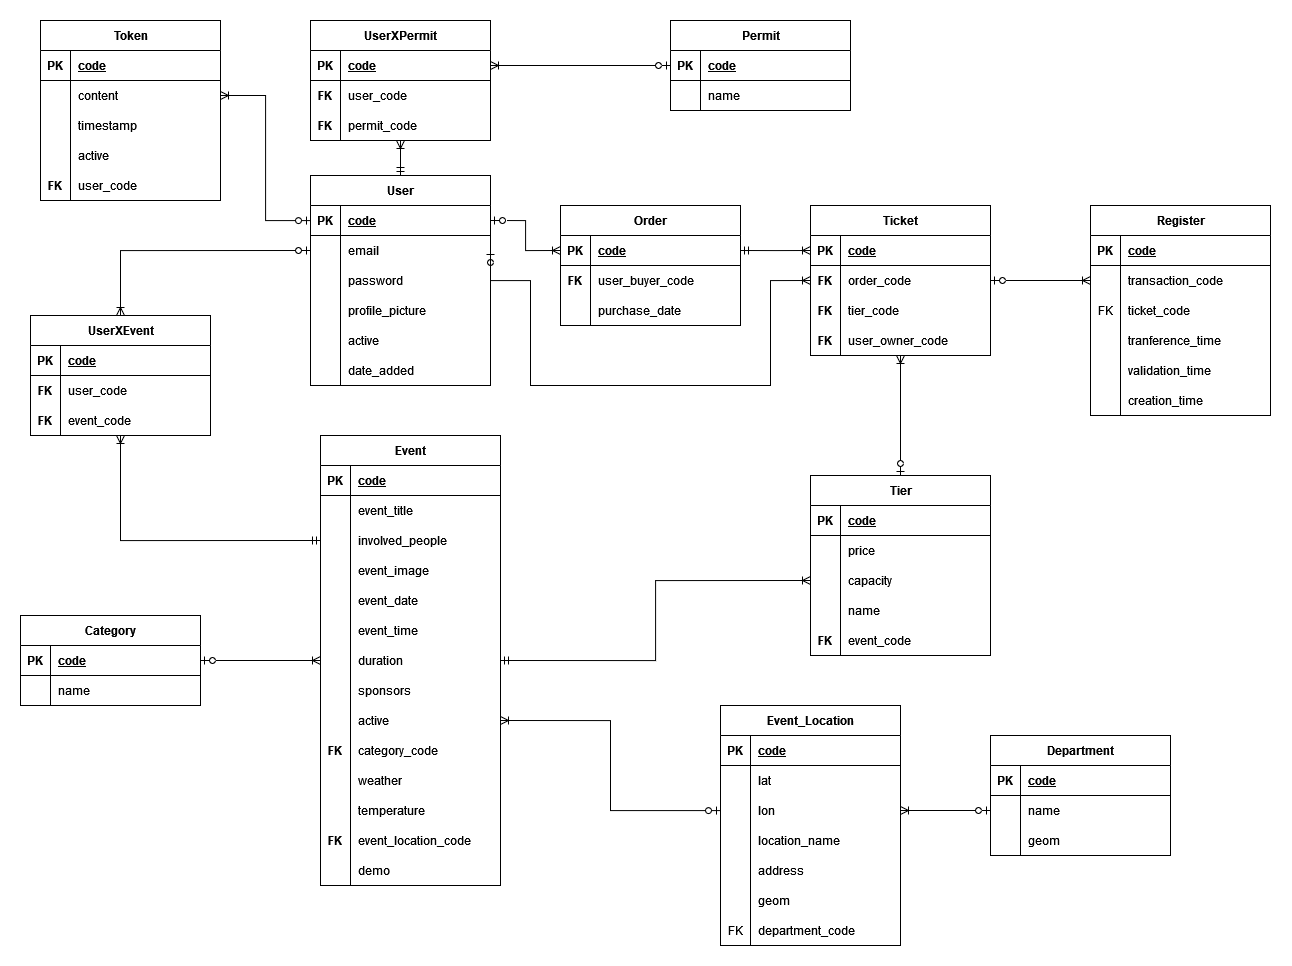 Token
PK code
content
timestamp
active
FK user_code
UserXPermit
PK code
FK user_code
FK permit_code
Permit
PK code
name
User
PK code
email
password
profile_picture
active
date_added
Order
PK code
FK user_buyer_code
purchase_date
Ticket
PK code
FK order_code
FK tier_code
FK user_owner_code
Register
PK code
transaction_code
FK ticket_code
tranference_time
validation_time
creation_time
UserXEvent
PK code
FK user_code
FK event_code
Event
PK code
event_title
involved_people
event_image
event_date
event_time
duration
sponsors
active
FK category_code
weather
temperature
FK event_location_code
demo
Tier
PK code
price
capacity
name
FK event_code
Category
PK code
name
Event_Location
PK code
lat
lon
location_name
address
geom
FK department_code
Department
PK code
name
geom